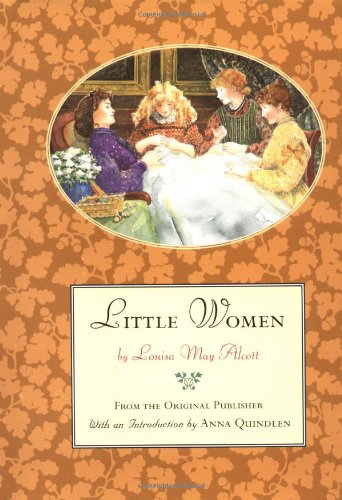 LITTLE WOMEN
by Louisa May Alcott
FROM THE ORIGINAL PUBLISHER
With an Introduction by ANNA QUINDLEN